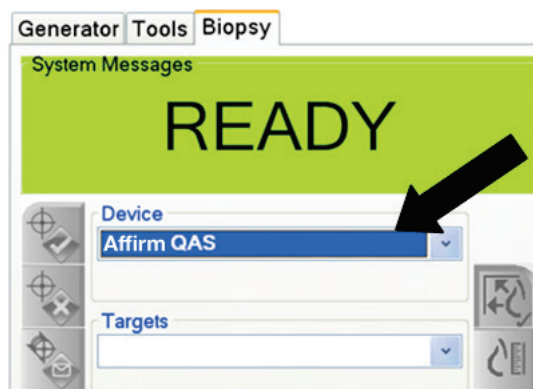 Generator Tools Biopsy
System Messages
READY
Device
Affirm QAS
Targets